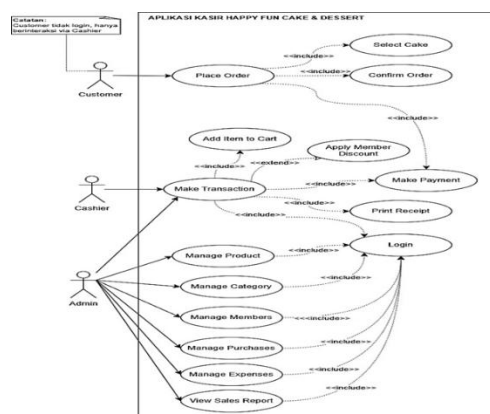 Catatan:
Customer tidak login, hanya
berinteraksi via Cashier
APLIKASI KASIR HAPPY FUN CAKE & DESSERT
Customer
Place Order
<<include>>
Select Cake
<<include>>
Confirm Order
<<include>>
Add Item to Cart
Apply Member
Discount
<<include>>
<<extend>>
Cashier
Make Transaction
<<include>>
Make Payment
<<include>>
Print Receipt
<<include>>
Login
Manage Product
<<include>>
Manage Category
<<include>>
Admin
Manage Members
<<<include>>
Manage Purchases
<<include>>
Manage Expenses
<<include>>
View Sales Report
<<include>>